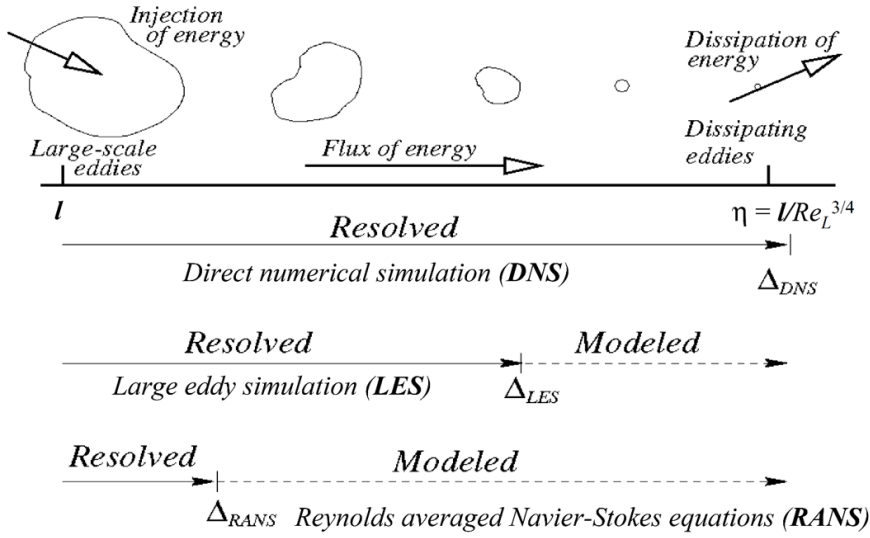 Injection
of energy
Dissipation of
energy
Large-scale
eddies
Flux of energy
Dissipating
eddies
l
η = l/Re_L^3/4
Resolved
Direct numerical simulation (DNS)
Δ_DNS
Resolved
Modeled
Large eddy simulation (LES)
Δ_LES
Resolved
Modeled
Δ_RANS
Reynolds averaged Navier-Stokes equations (RANS)